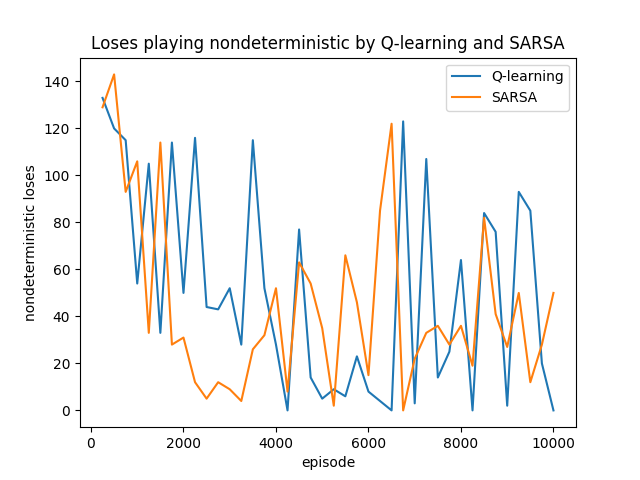 Loses playing nondeterministic by Q-learning and SARSA
Q-learning
SARSA
nondeterministic loses
140
120
100
80
60
40
20
0
0 2000 4000 6000 8000 10000
episode